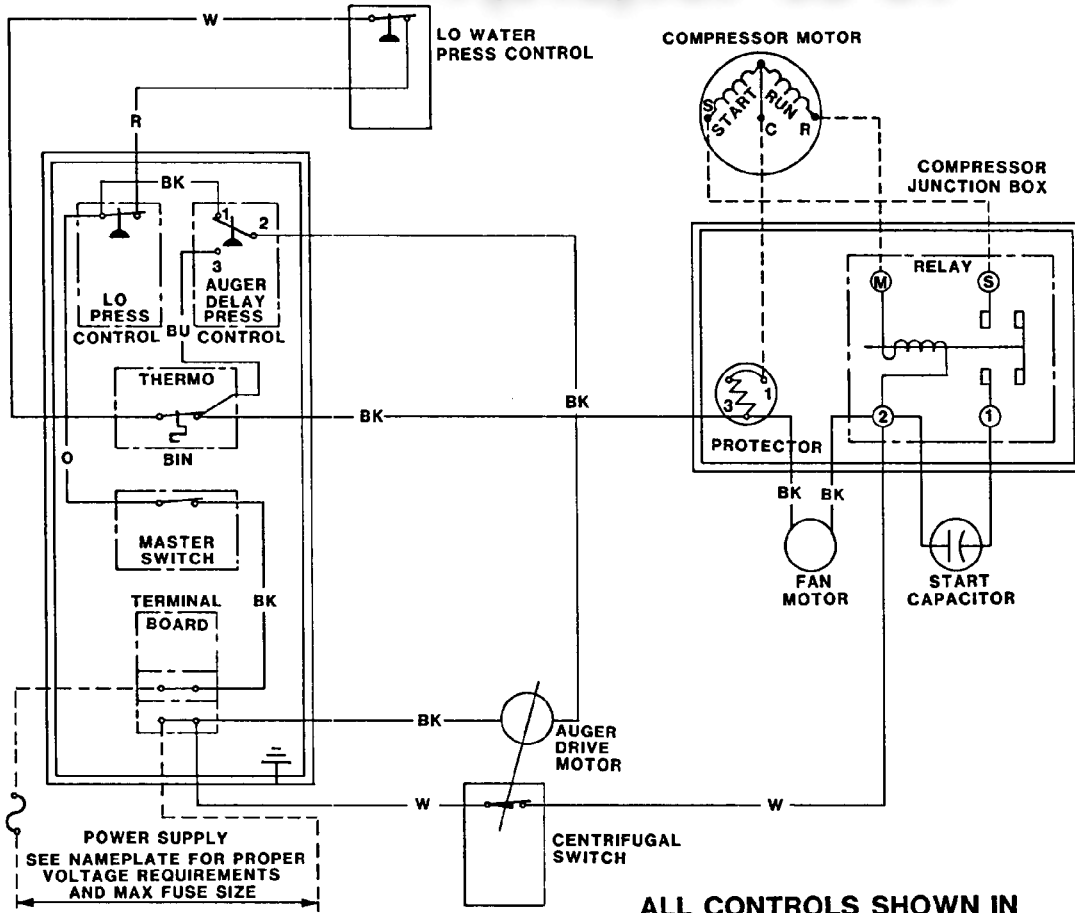 W
LO WATER
PRESS CONTROL
COMPRESSOR MOTOR
S
START
RUN
C
R
R
COMPRESSOR
JUNCTION BOX
BK
1
2
3
LO
PRESS
CONTROL
AUGER
DELAY
PRESS
CONTROL
BU
RELAY
M
S
THERMO
BIN
BK
BK
3
1
PROTECTOR
2
1
O
MASTER
SWITCH
BK
BK
BK
FAN
MOTOR
START
CAPACITOR
TERMINAL
BOARD
BK
AUGER
DRIVE
MOTOR
W
W
CENTRIFUGAL
SWITCH
POWER SUPPLY
SEE NAMEPLATE FOR PROPER
VOLTAGE REQUIREMENTS
AND MAX FUSE SIZE
ALL CONTROLS SHOWN IN